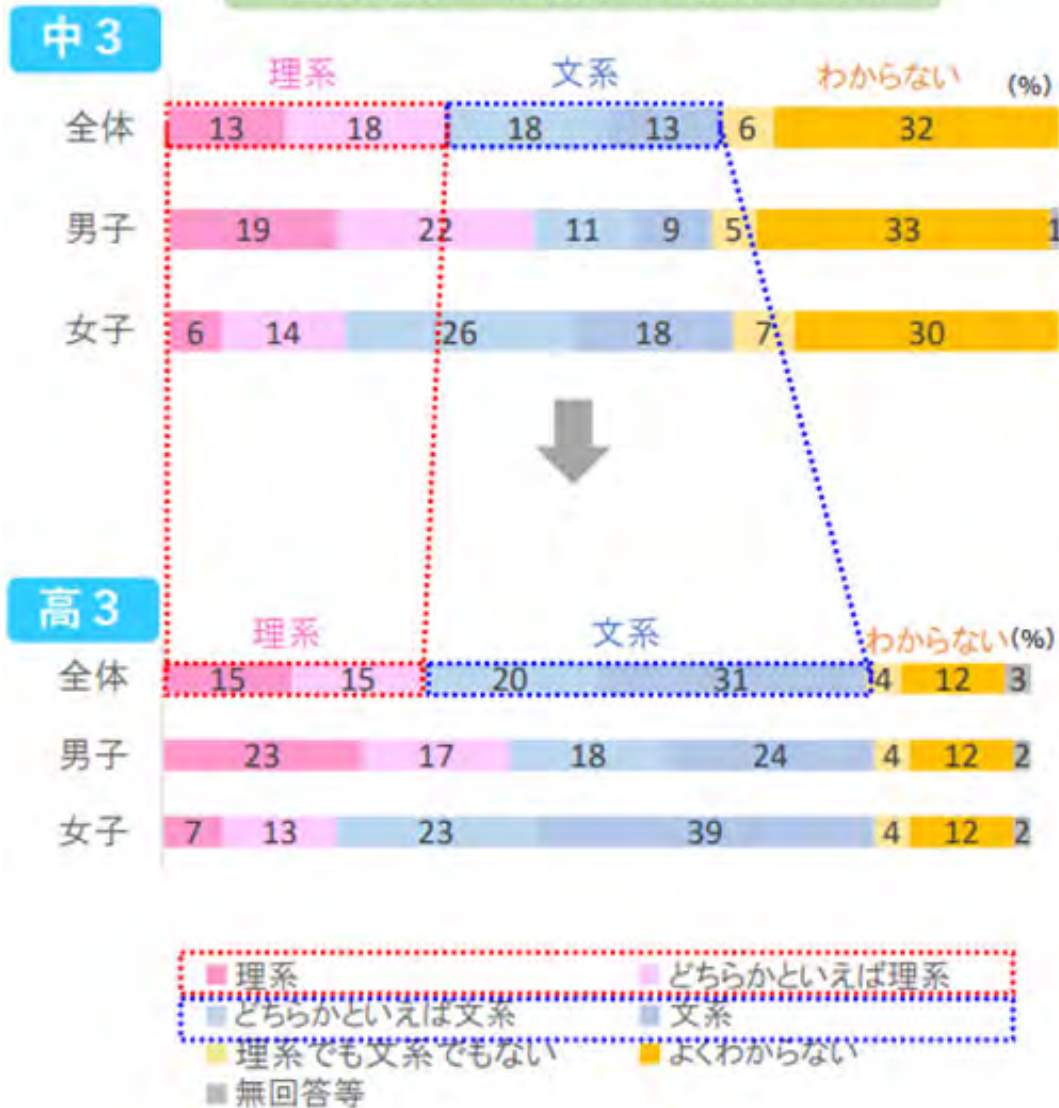 中3
理系 文系 わからない (%)
全体 13 18 18 13 6 32
男子 19 22 11 9 5 33 1
女子 6 14 26 18 7 30
高3
理系 文系 わからない (%)
全体 15 15 20 31 4 12 3
男子 23 17 18 24 4 12 2
女子 7 13 23 39 4 12 2
理系 どちらかといえば理系
どちらかといえば文系 文系
理系でも文系でもない よくわからない
無回答等